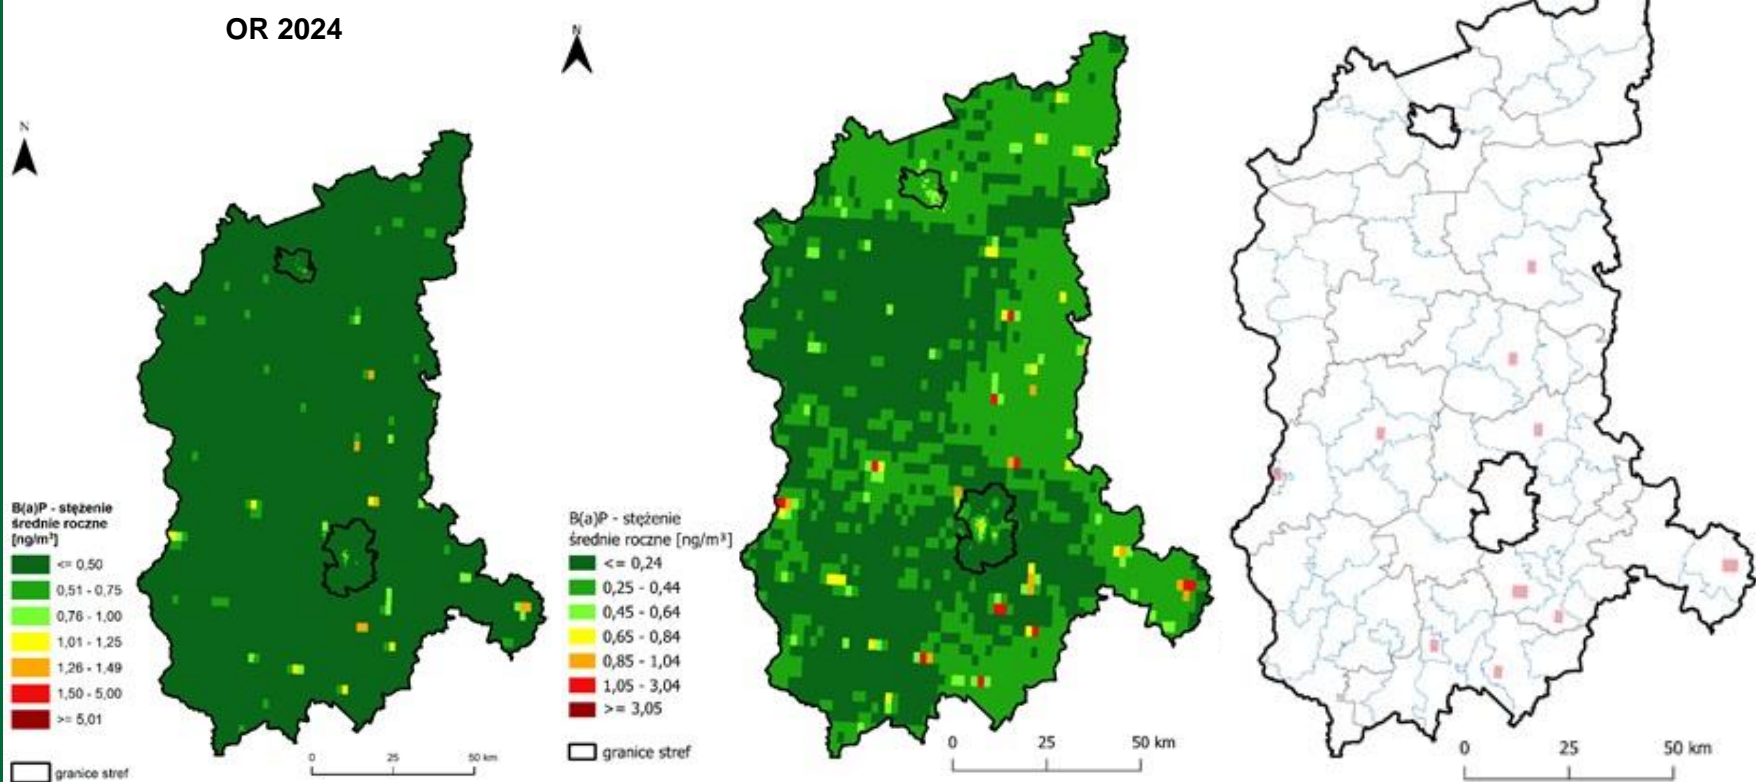 OR 2024
N
B(a)P - stężenie
średnie roczne
[ng/m³]
<= 0,50
0,51 - 0,75
0,76 - 1,00
1,01 - 1,25
1,26 - 1,49
1,50 - 5,00
>= 5,01
granice stref
0 25 50 km
N
B(a)P - stężenie
średnie roczne [ng/m³]
<= 0,24
0,25 - 0,44
0,45 - 0,64
0,65 - 0,84
0,85 - 1,04
1,05 - 3,04
>= 3,05
granice stref
0 25 50 km
0 25 50 km